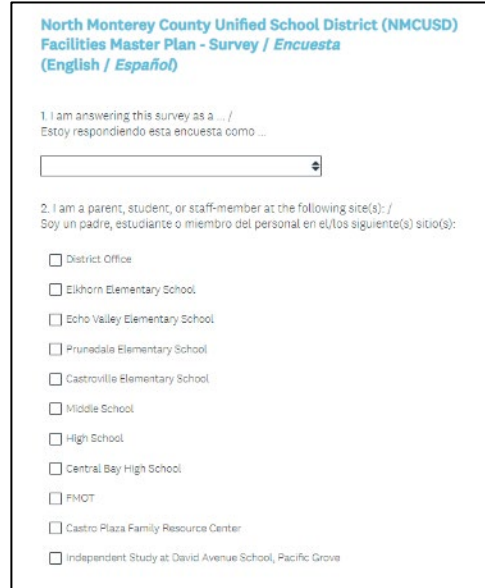 North Monterey County Unified School District (NMCUSD)
Facilities Master Plan - Survey / Encuesta
(English / Español)
1. I am answering this survey as a ... /
Estoy respondiendo esta encuesta como ...
2. I am a parent, student, or staff-member at the following site(s): /
Soy un padre, estudiante o miembro del personal en el/los siguiente(s) sitio(s):
District Office
Elkhorn Elementary School
Echo Valley Elementary School
Prunedale Elementary School
Castroville Elementary School
Middle School
High School
Central Bay High School
FMOT
Castro Plaza Family Resource Center
Independent Study at David Avenue School, Pacific Grove